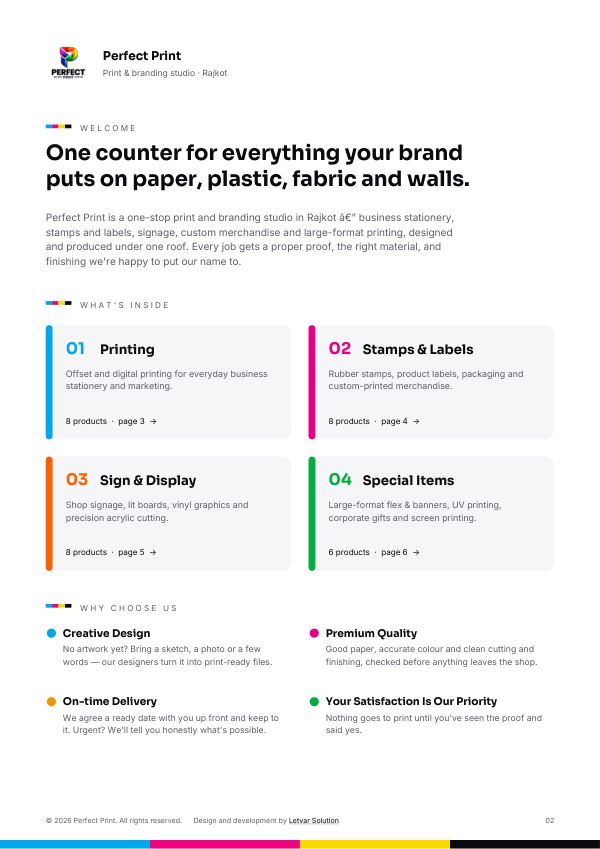 PERFECT
PRINT
Perfect Print
Print & branding studio · Rajkot
WELCOME
One counter for everything your brand
puts on paper, plastic, fabric and walls.
Perfect Print is a one-stop print and branding studio in Rajkot â€” business stationery,
stamps and labels, signage, custom merchandise and large-format printing, designed
and produced under one roof. Every job gets a proper proof, the right material, and
finishing we're happy to put our name to.
WHAT'S INSIDE
01 Printing
Offset and digital printing for everyday business
stationery and marketing.
8 products · page 3 →
02 Stamps & Labels
Rubber stamps, product labels, packaging and
custom-printed merchandise.
8 products · page 4 →
03 Sign & Display
Shop signage, lit boards, vinyl graphics and
precision acrylic cutting.
8 products · page 5 →
04 Special Items
Large-format flex & banners, UV printing,
corporate gifts and screen printing.
6 products · page 6 →
WHY CHOOSE US
Creative Design
No artwork yet? Bring a sketch, a photo or a few
words — our designers turn it into print-ready files.
Premium Quality
Good paper, accurate colour and clean cutting and
finishing, checked before anything leaves the shop.
On-time Delivery
We agree a ready date with you up front and keep to
it. Urgent? We'll tell you honestly what's possible.
Your Satisfaction Is Our Priority
Nothing goes to print until you've seen the proof and
said yes.
© 2026 Perfect Print. All rights reserved. Design and development by Letvar Solution 02